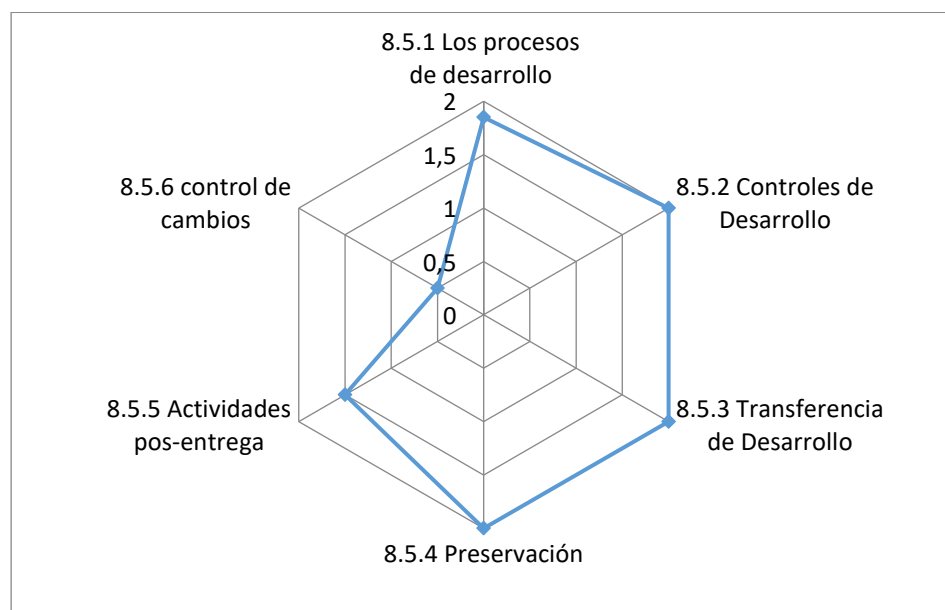 8.5.1 Los procesos
de desarrollo
2
1,5
1
0,5
0
8.5.6 control de
cambios
8.5.2 Controles de
Desarrollo
8.5.5 Actividades
pos-entrega
8.5.3 Transferencia
de Desarrollo
8.5.4 Preservación